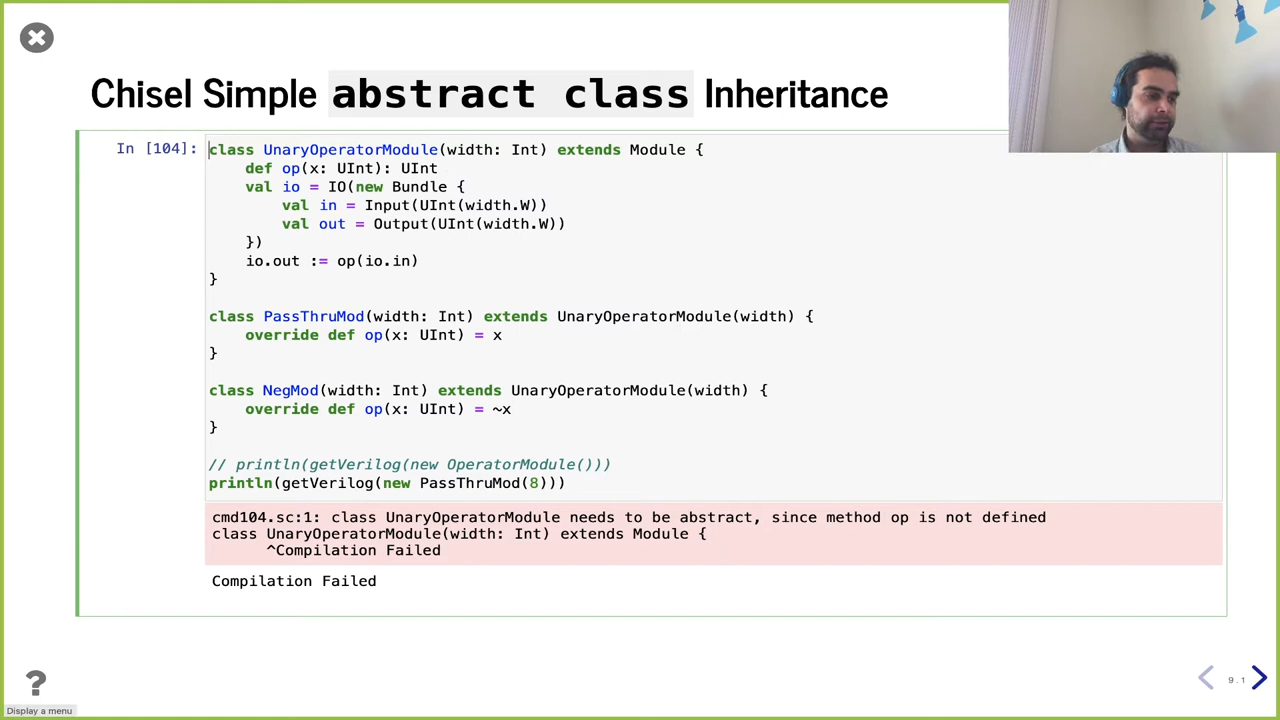 Chisel Simple abstract class Inheritance
In [104]:
class UnaryOperatorModule(width: Int) extends Module {
    def op(x: UInt): UInt
    val io = IO(new Bundle {
        val in = Input(UInt(width.W))
        val out = Output(UInt(width.W))
    })
    io.out := op(io.in)
}
class PassThruMod(width: Int) extends UnaryOperatorModule(width) {
    override def op(x: UInt) = x
}
class NegMod(width: Int) extends UnaryOperatorModule(width) {
    override def op(x: UInt) = ~x
}
// println(getVerilog(new OperatorModule()))
println(getVerilog(new PassThruMod(8)))
cmd104.sc:1: class UnaryOperatorModule needs to be abstract, since method op is not defined
class UnaryOperatorModule(width: Int) extends Module {
      ^Compilation Failed
Compilation Failed
?
9.1
Display a menu